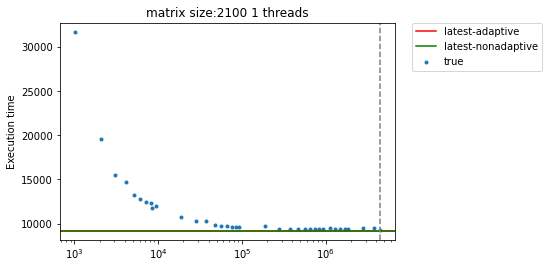 matrix size:2100 1 threads
Execution time
30000
25000
20000
15000
10000
10³
10⁴
10⁵
10⁶
latest-adaptive
latest-nonadaptive
true